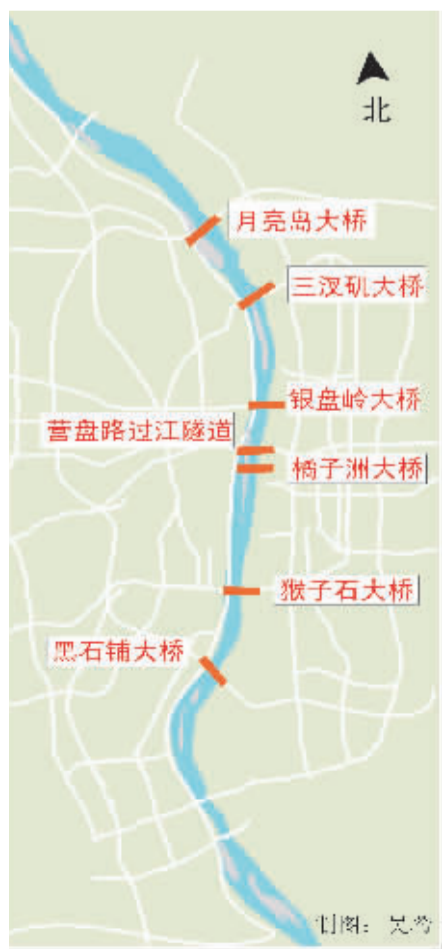 北
月亮岛大桥
三汊矶大桥
银盘岭大桥
营盘路过江隧道
橘子洲大桥
猴子石大桥
黑石铺大桥
制图：